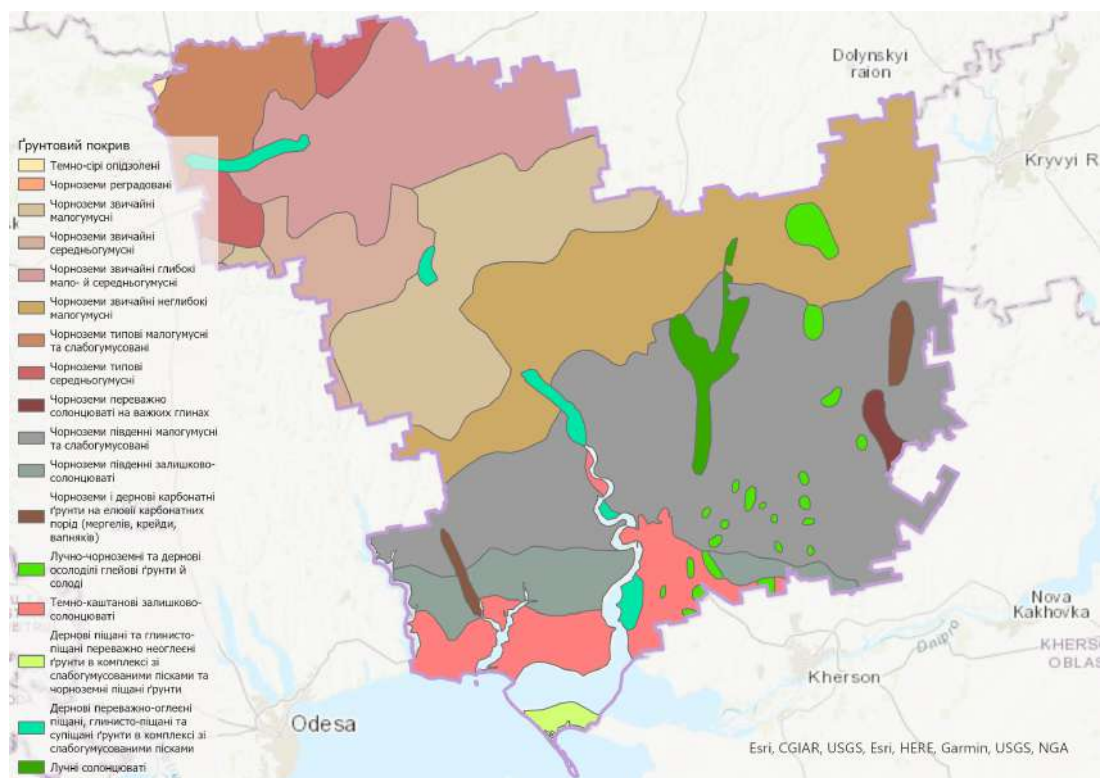 Dolynskyi
raion
Kryvyi R
Ґрунтовий покрив
Темно-сірі опідзолені
Чорноземи реградовані
Чорноземи звичайні
малогумусні
Чорноземи звичайні
середньогумусні
Чорноземи звичайні глибокі
мало- й середньогумусні
Чорноземи звичайні неглибокі
малогумусні
Чорноземи типові малогумусні
та слабогумусовані
Чорноземи типові
середньогумусні
Чорноземи переважно
солонцюваті на важких глинах
Чорноземи південні малогумусні
та слабогумусовані
Чорноземи південні залишково-
солонцюваті
Чорноземи і дернові карбонатні
ґрунти на елювії карбонатних
порід (мергелів, крейди,
вапняків)
Лучно-чорноземні та дернові
осолоділі глейові ґрунти й
солоді
Темно-каштанові залишково-
солонцюваті
Дернові піщані та глинисто-
піщані переважно неоглеєні
ґрунти в комплексі зі
слабогумусованими пісками та
чорноземні піщані ґрунти
Дернові переважно-оглеєні
піщані, глинисто-піщані та
супіщані ґрунти в комплексі зі
слабогумусованими пісками
Лучні солонцюваті
Nova
Kakhovka
Dnipro
KHERS
OBLAS
Kherson
Odesa
Esri, CGIAR, USGS, Esri, HERE, Garmin, USGS, NGA